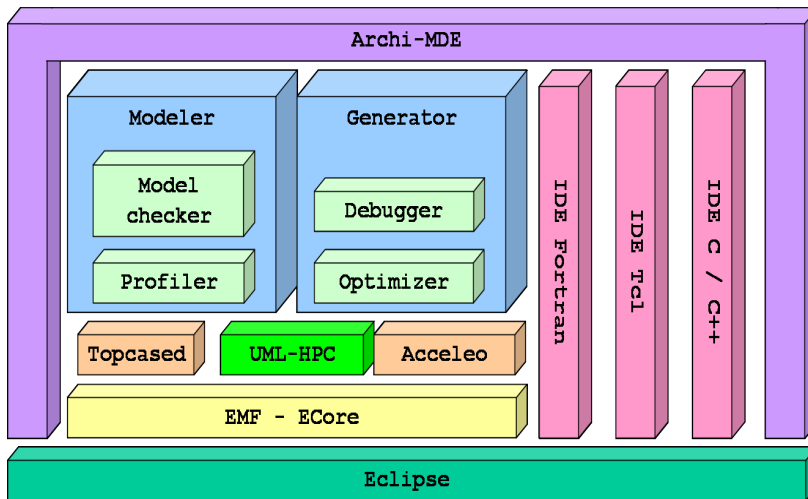 Archi-MDE
Modeler
Generator
Model
checker
Debugger
Profiler
Optimizer
IDE Fortran
IDE Tcl
IDE C / C++
Topcased
UML-HPC
Acceleo
EMF - ECore
Eclipse